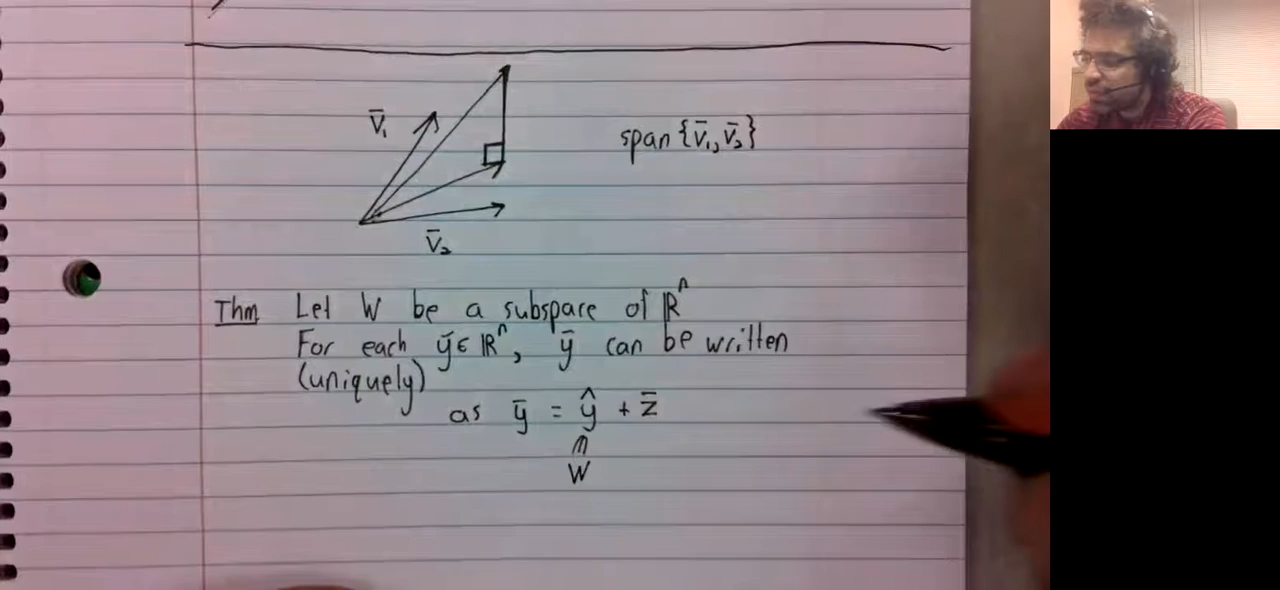 v̄₁
span {v̄₁, v̄₂}
v̄₂
Thm Let W be a subspace of ℝⁿ
For each ȳ ∈ ℝⁿ, ȳ can be written
(uniquely)
as ȳ = ŷ + z̄
∩
W